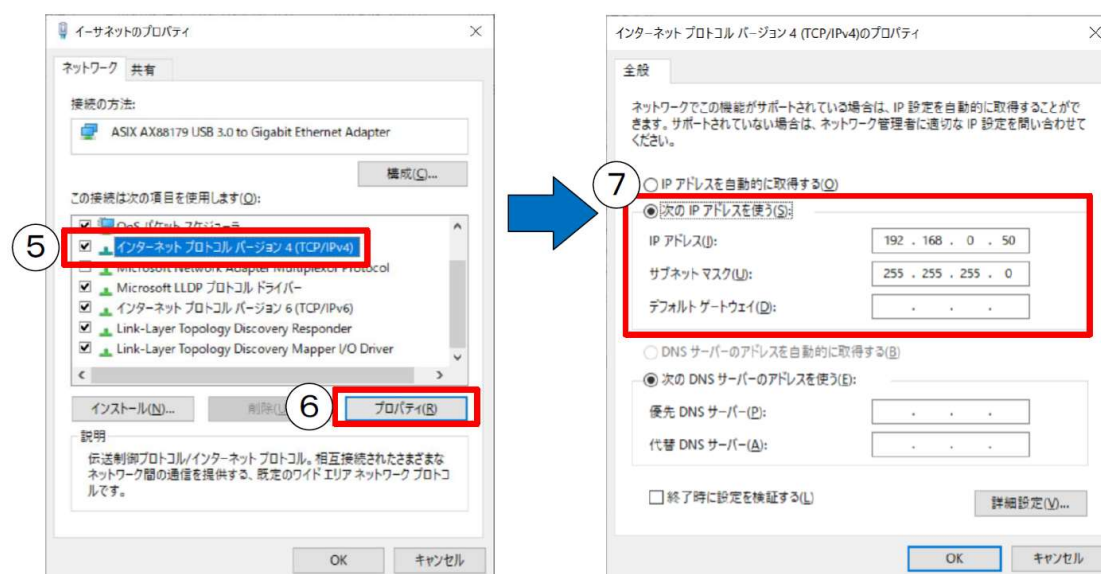 イーサネットのプロパティ
ネットワーク 共有
接続の方法:
ASIX AX88179 USB 3.0 to Gigabit Ethernet Adapter
構成(C)...
この接続は次の項目を使用します(O):
QoS パケット スケジューラ
⑤
インターネット プロトコル バージョン 4 (TCP/IPv4)
Microsoft Network Adapter Multiplexor Protocol
Microsoft LLDP プロトコル ドライバー
インターネット プロトコル バージョン 6 (TCP/IPv6)
Link-Layer Topology Discovery Responder
Link-Layer Topology Discovery Mapper I/O Driver
インストール(N)... 削除(U) ⑥ プロパティ(R)
説明
伝送制御プロトコル/インターネット プロトコル。相互接続されたさまざまな
ネットワーク間の通信を提供する、既定のワイド エリア ネットワーク プロトコ
ルです。
OK キャンセル
インターネット プロトコル バージョン 4 (TCP/IPv4)のプロパティ
全般
ネットワークでこの機能がサポートされている場合は、IP 設定を自動的に取得することがで
きます。サポートされていない場合は、ネットワーク管理者に適切な IP 設定を問い合わせて
ください。
⑦
IP アドレスを自動的に取得する(O)
次の IP アドレスを使う(S):
IP アドレス(I): 192 . 168 . 0 . 50
サブネット マスク(U): 255 . 255 . 255 . 0
デフォルト ゲートウェイ(D): . . .
DNS サーバーのアドレスを自動的に取得する(B)
次の DNS サーバーのアドレスを使う(E):
優先 DNS サーバー(P): . . .
代替 DNS サーバー(A): . . .
終了時に設定を検証する(L)
詳細設定(V)...
OK キャンセル